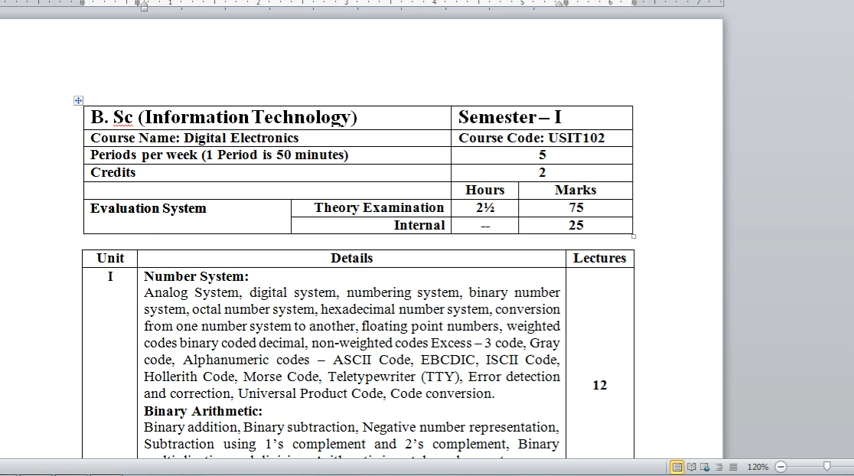 B. Sc (Information Technology) Semester – I
Course Name: Digital Electronics Course Code: USIT102
Periods per week (1 Period is 50 minutes) 5
Credits 2
Hours Marks
Evaluation System Theory Examination 2½ 75
Internal -- 25
Unit Details Lectures
I Number System:
Analog System, digital system, numbering system, binary number
system, octal number system, hexadecimal number system, conversion
from one number system to another, floating point numbers, weighted
codes binary coded decimal, non-weighted codes Excess – 3 code, Gray
code, Alphanumeric codes – ASCII Code, EBCDIC, ISCII Code,
Hollerith Code, Morse Code, Teletypewriter (TTY), Error detection
and correction, Universal Product Code, Code conversion.
12
Binary Arithmetic:
Binary addition, Binary subtraction, Negative number representation,
Subtraction using 1’s complement and 2’s complement, Binary
120%